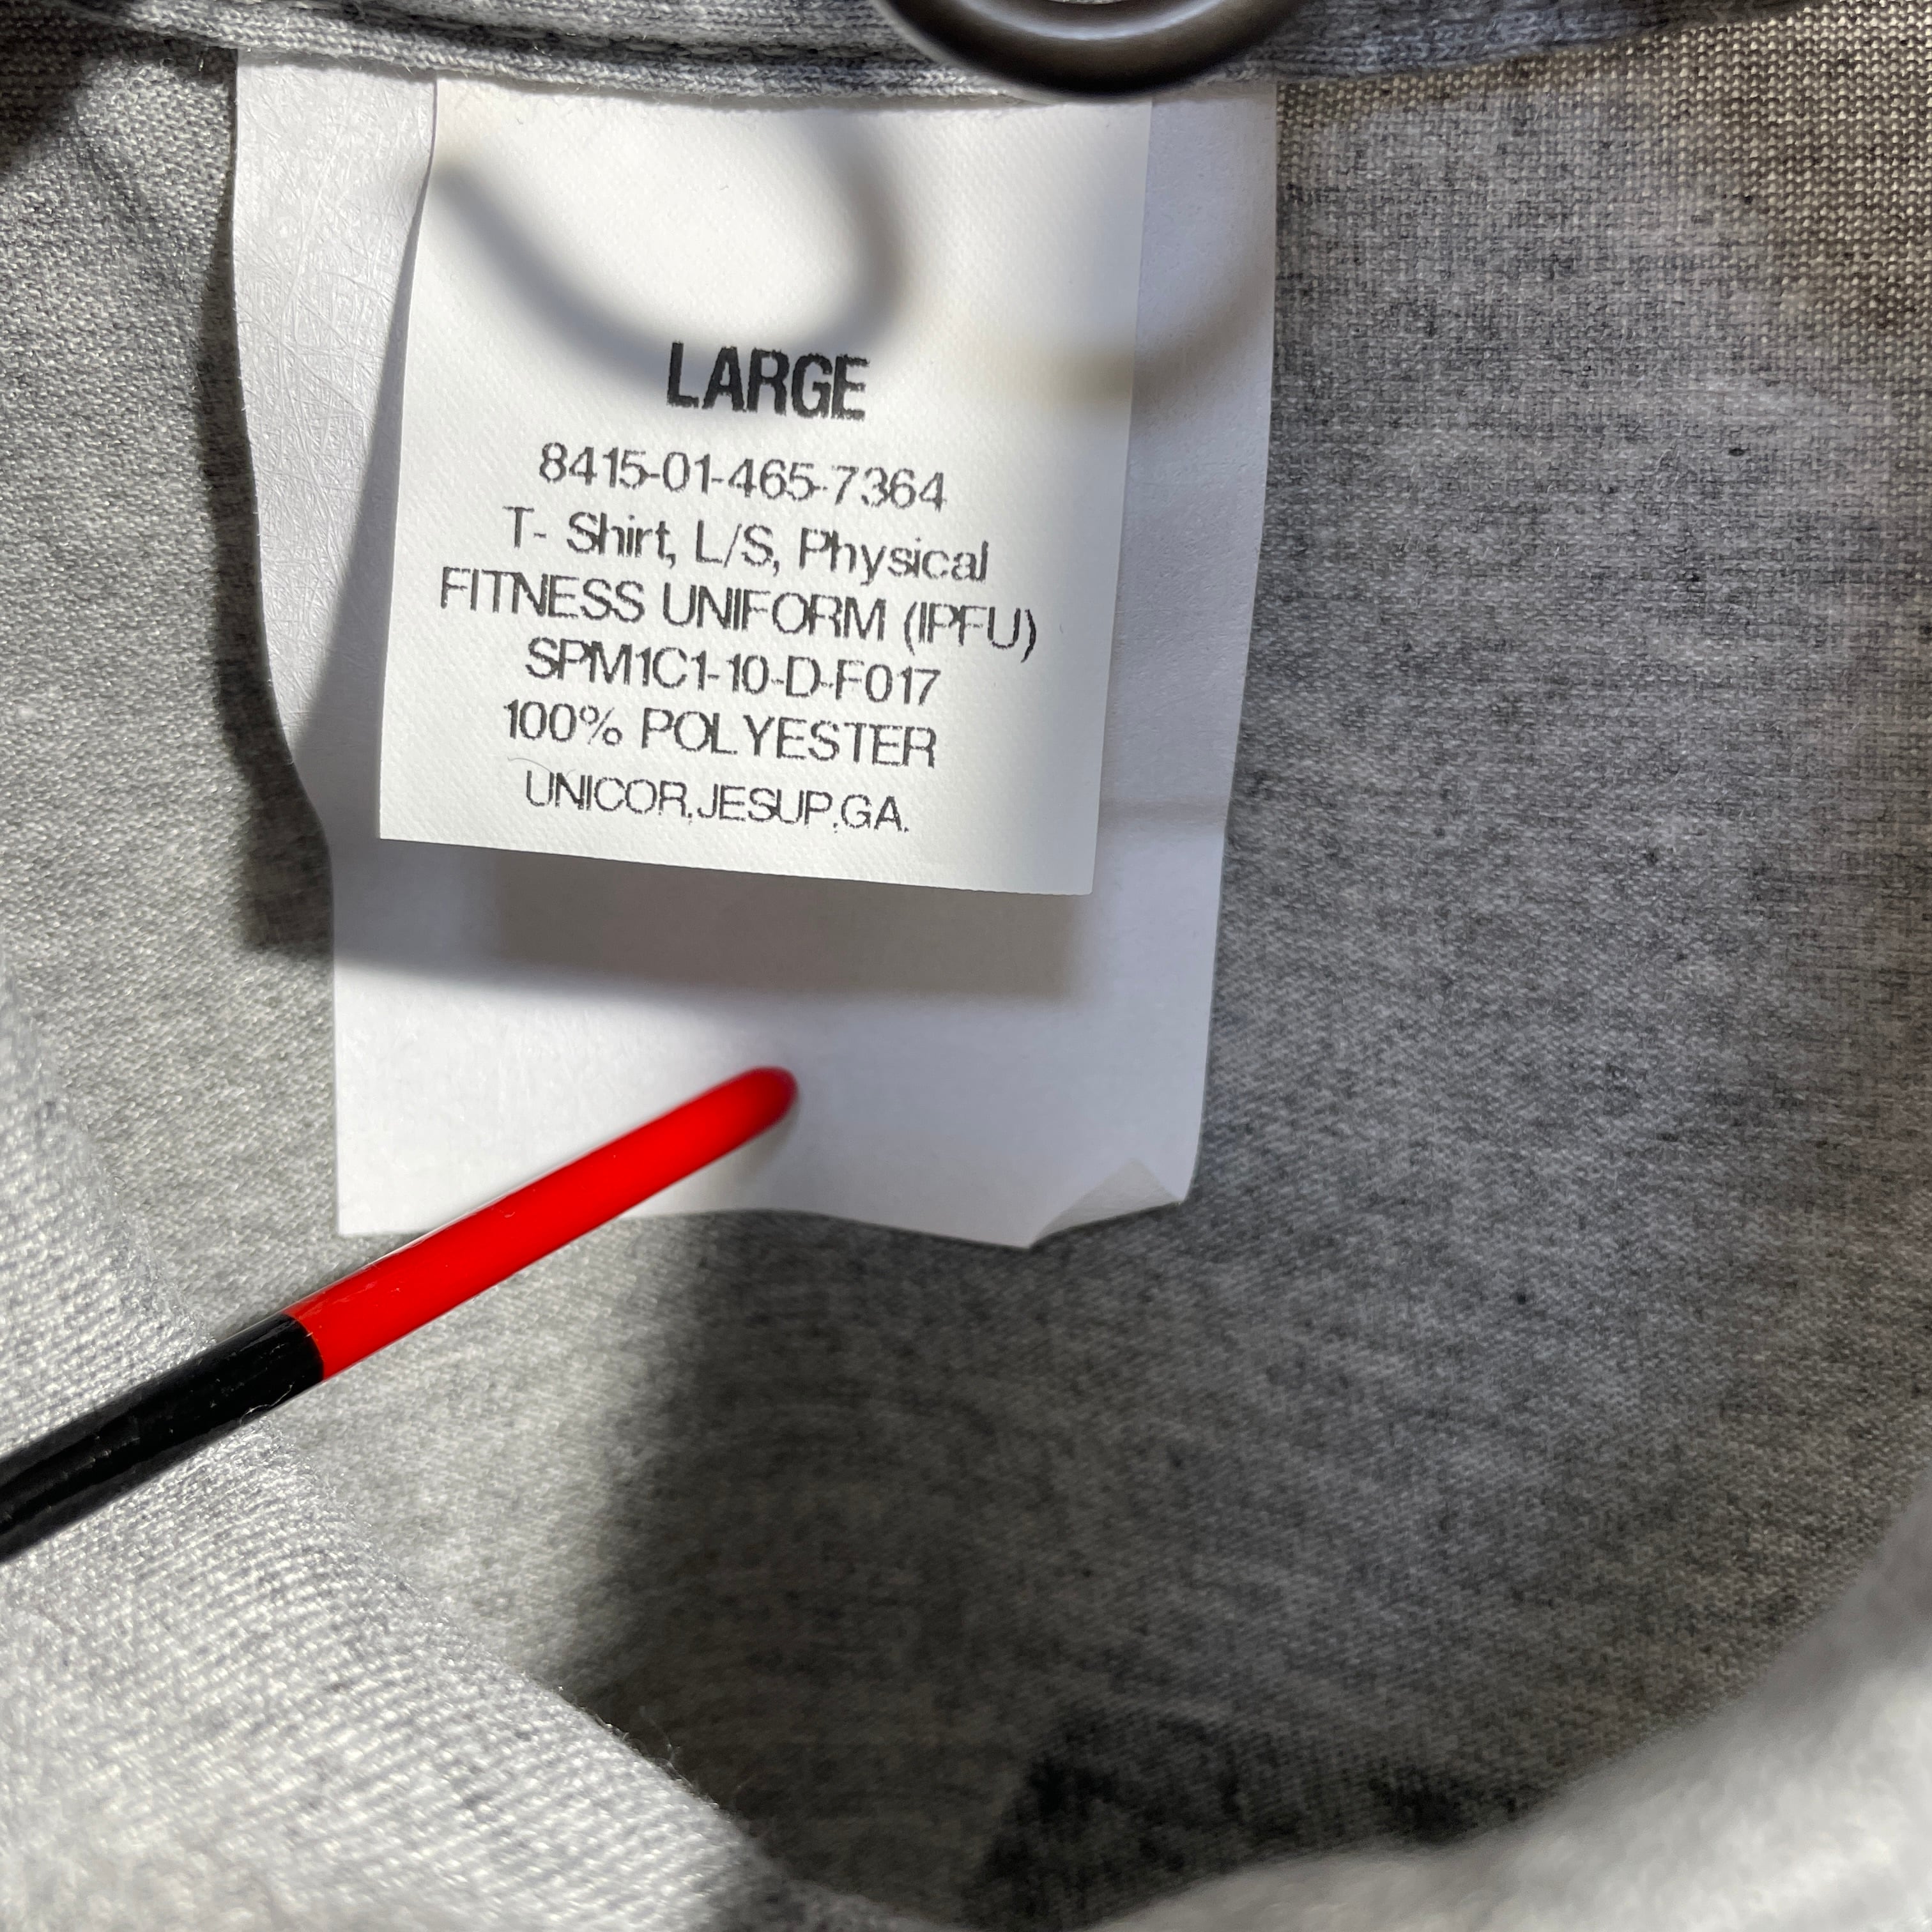 LARGE
8415-01-465-7364
T- Shirt, L/S, Physical
FITNESS UNIFORM (IPFU)
SPM1C1-10-D-F017
100% POLYESTER
UNICOR,JESUP,GA.